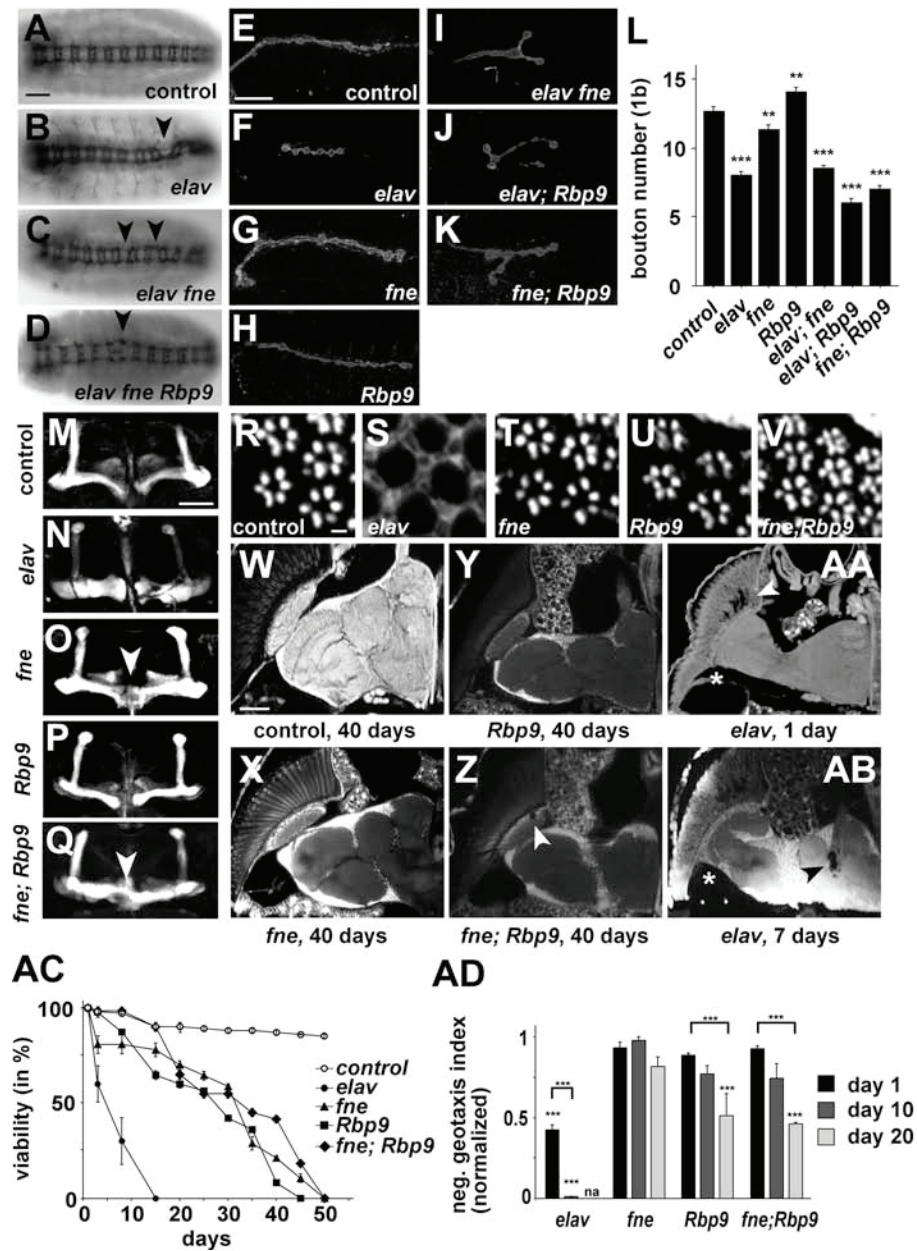 A
control
B
elav
C
elav fne
D
elav fne Rbp9
E
control
F
elav
G
fne
H
Rbp9
I
elav fne
J
elav; Rbp9
K
fne; Rbp9
L
bouton number (1b)
15
10
5
0
**
**
***
***
***
***
control
elav
fne
Rbp9
elav; fne
elav; Rbp9
fne; Rbp9
M
control
N
elav
O
fne
P
Rbp9
Q
fne; Rbp9
R
control
S
elav
T
fne
U
Rbp9
V
fne;Rbp9
W
control, 40 days
Y
Rbp9, 40 days
AA
*
elav, 1 day
X
fne, 40 days
Z
fne; Rbp9, 40 days
AB
*
elav, 7 days
AC
viability (in %)
100
50
0
0 10 20 30 40 50
days
control
elav
fne
Rbp9
fne; Rbp9
AD
neg. geotaxis index
(normalized)
1
0.5
0
***
***
***
na
***
***
***
***
elav
fne
Rbp9
fne;Rbp9
day 1
day 10
day 20